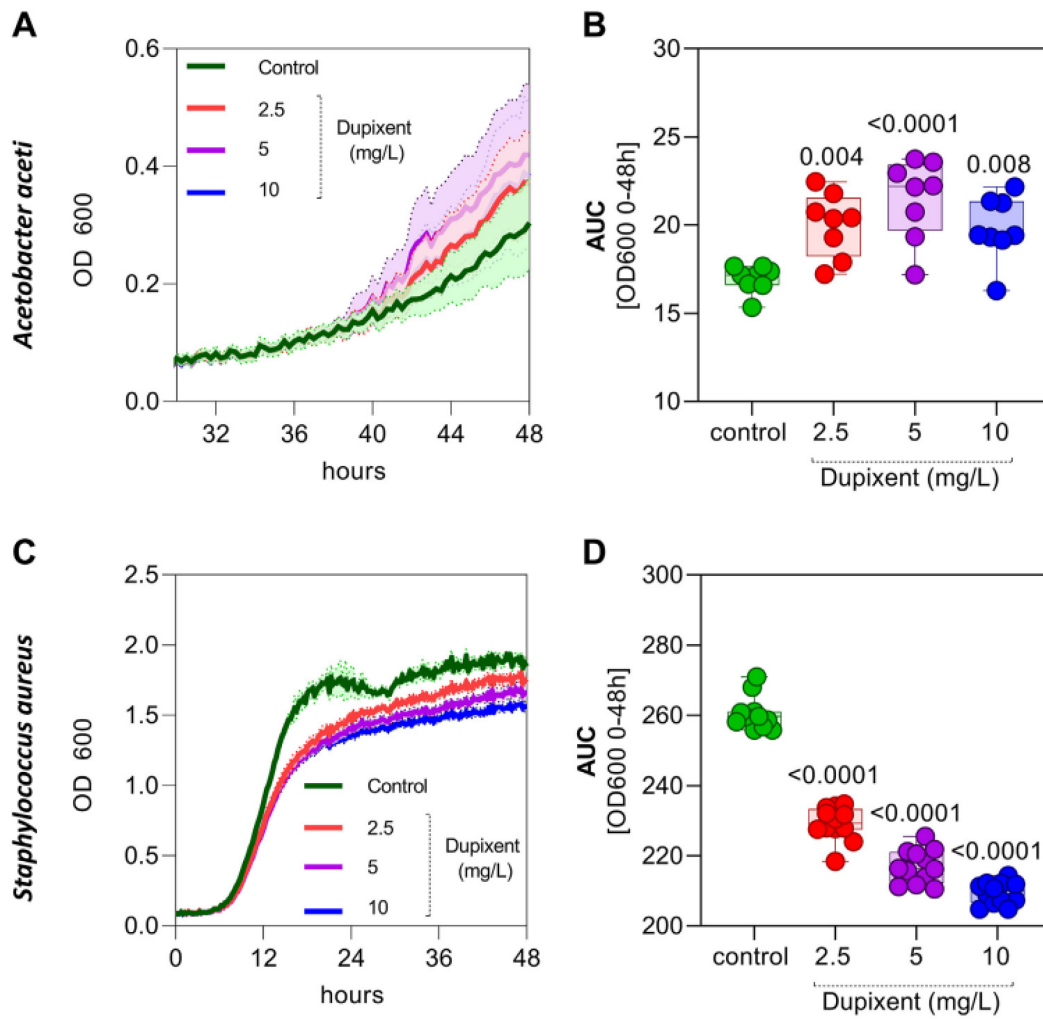 A
Acetobacter aceti
OD 600
0.6
0.4
0.2
0.0
Control
2.5
5
10
Dupixent
(mg/L)
32 36 40 44 48
hours
B
AUC
[OD600 0-48h]
30
25
20
15
10
0.004
<0.0001
0.008
control 2.5 5 10
Dupixent (mg/L)
C
Staphylococcus aureus
OD 600
2.5
2.0
1.5
1.0
0.5
0.0
Control
2.5
5
10
Dupixent
(mg/L)
0 12 24 36 48
hours
D
AUC
[OD600 0-48h]
300
280
260
240
220
200
<0.0001
<0.0001
<0.0001
control 2.5 5 10
Dupixent (mg/L)